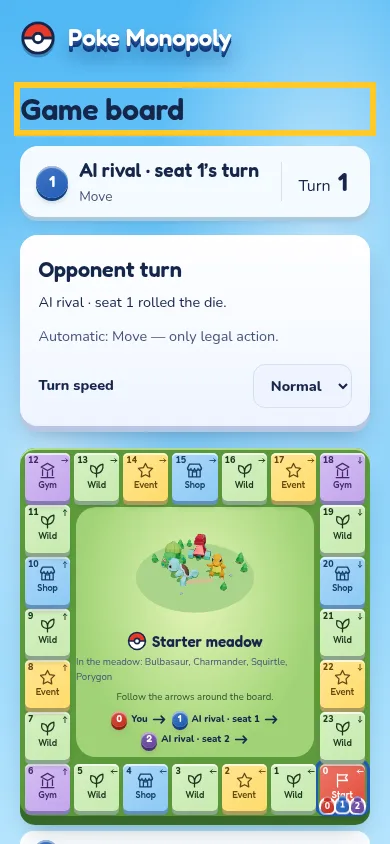 Poke Monopoly
Game board
1 AI rival · seat 1’s turn
Move
Turn 1
Opponent turn
AI rival · seat 1 rolled the die.
Automatic: Move — only legal action.
Turn speed Normal
12 → 13 → 14 → 15 → 16 → 17 → 18 ↓
Gym Wild Event Shop Wild Event Gym
11 ↑ 19 ↓
Wild Wild
10 ↑ 20 ↓
Shop Shop
9 ↑ 21 ↓
Wild Wild
8 ↑ 22 ↓
Event Event
7 ↑ 23 ↓
Wild Wild
Starter meadow
In the meadow: Bulbasaur, Charmander, Squirtle,
Porygon
Follow the arrows around the board.
0 You → 1 AI rival · seat 1 →
2 AI rival · seat 2 →
6 ↑ 5 ← 4 ← 3 ← 2 ← 1 ← 0 ←
Gym Wild Shop Wild Event Wild Start
0 1 2